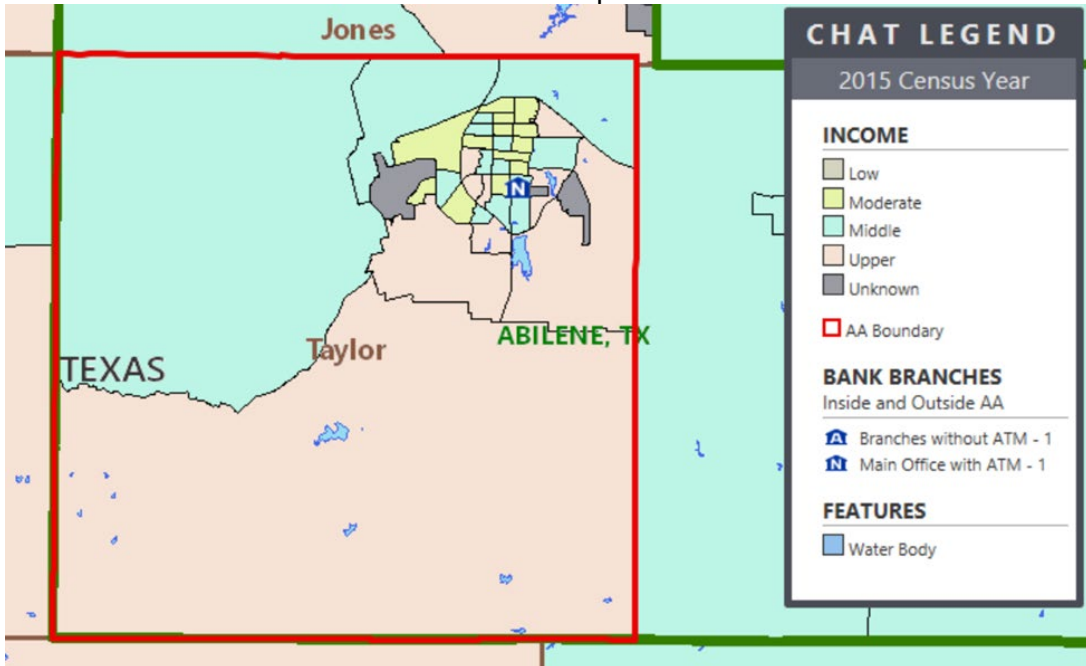 Jones
TEXAS
Taylor
ABILENE, TX
N
CHAT LEGEND
2015 Census Year
INCOME
Low
Moderate
Middle
Upper
Unknown
AA Boundary
BANK BRANCHES
Inside and Outside AA
A Branches without ATM - 1
N Main Office with ATM - 1
FEATURES
Water Body